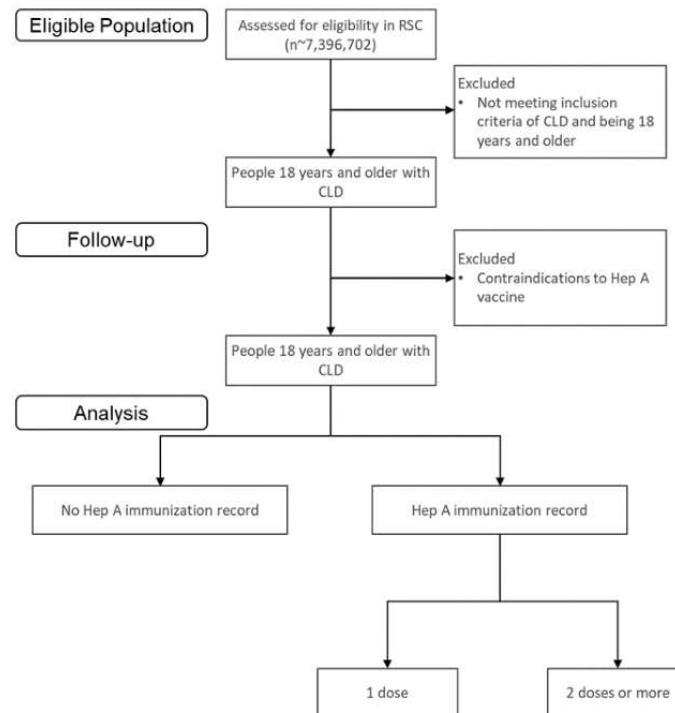 Eligible Population
Assessed for eligibility in RSC
(n~7,396,702)
Excluded
• Not meeting inclusion
criteria of CLD and being 18
years and older
People 18 years and older with
CLD
Follow-up
Excluded
• Contraindications to Hep A
vaccine
People 18 years and older with
CLD
Analysis
No Hep A immunization record
Hep A immunization record
1 dose
2 doses or more